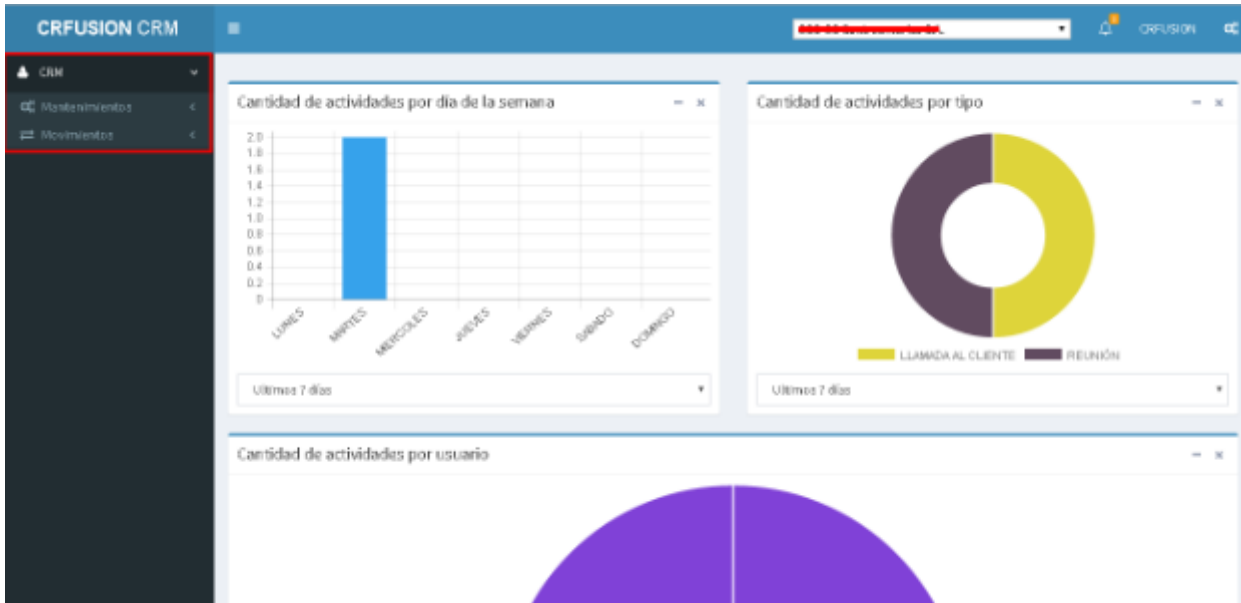 CRFUSION CRM
CRFUSION
CRM
Mantenimientos
Movimientos
Cantidad de actividades por día de la semana
2.0
1.8
1.6
1.4
1.2
1.0
0.8
0.6
0.4
0.2
0
LUNES
MARTES
MIERCOLES
JUEVES
VIERNES
SABADO
DOMINGO
Ultimos 7 días
Cantidad de actividades por tipo
LLAMADA AL CLIENTE
REUNIÓN
Ultimos 7 días
Cantidad de actividades por usuario